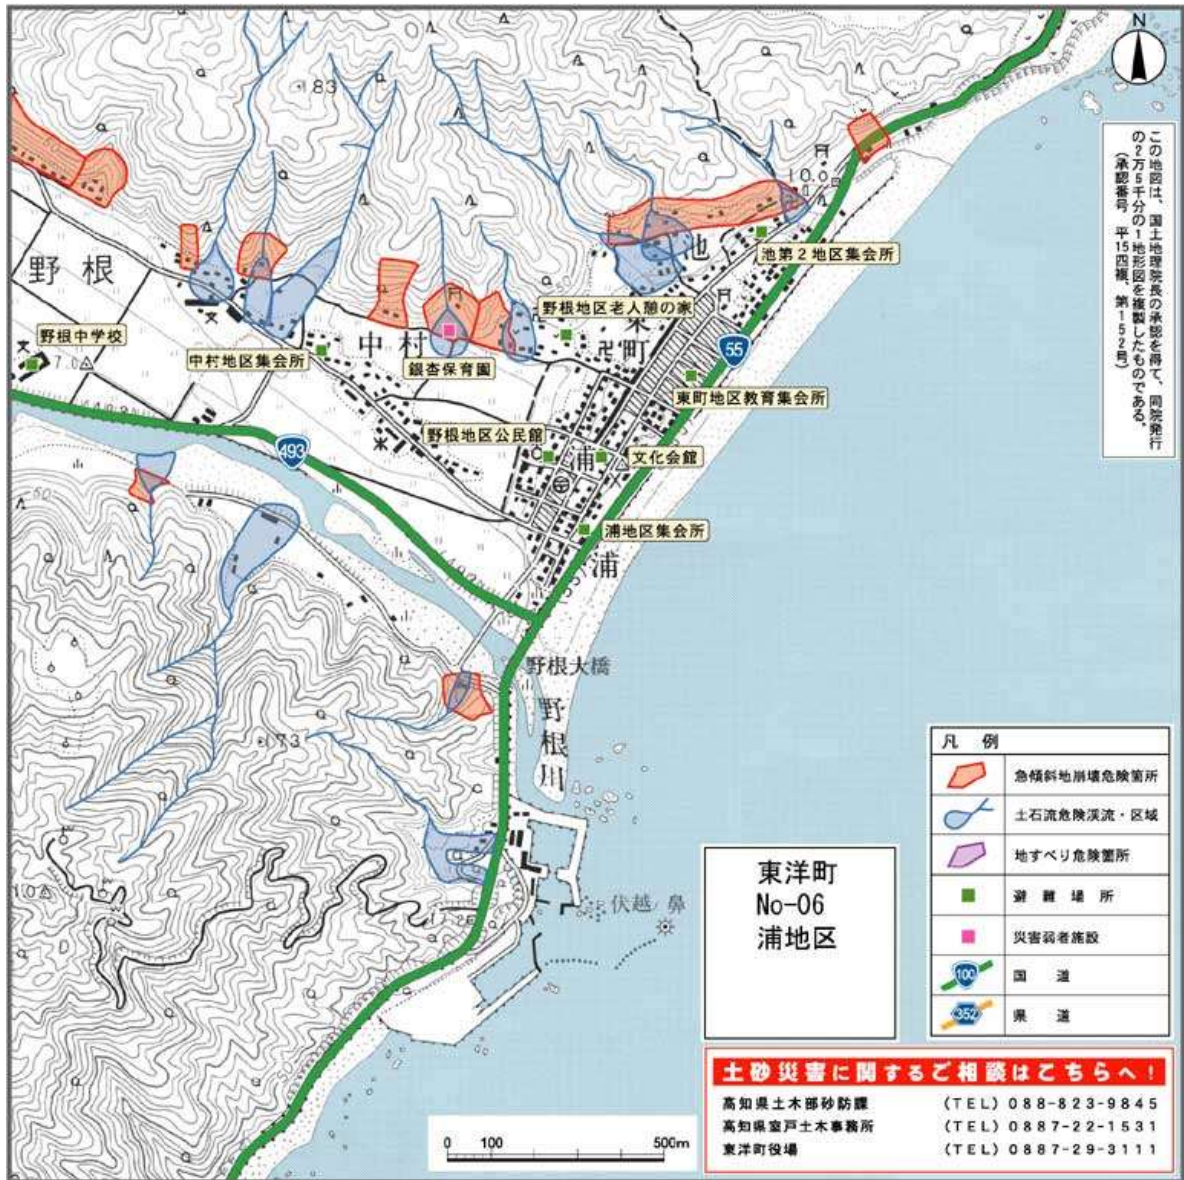 N
この地図は、国土地理院長の承認を得て、同院発行
の2万5千分の1地形図を複製したものである。
(承認番号 平15四複、第152号)
183
10.0
池
池第2地区集会所
野根
野根地区老人憩の家
東
町
55
野根中学校
7.0
中村地区集会所
中村
銀杏保育園
東町地区教育集会所
493
野根地区公民館
浦
文化会館
浦地区集会所
浦
野根大橋
野根川
173
伏越ノ鼻
凡 例
急傾斜地崩壊危険箇所
土石流危険渓流・区域
地すべり危険箇所
避難場所
災害弱者施設
100
国 道
352
県 道
東洋町
No-06
浦地区
土砂災害に関するご相談はこちらへ!
高知県土木部砂防課 (TEL) 088-823-9845
高知県室戸土木事務所 (TEL) 0887-22-1531
東洋町役場 (TEL) 0887-29-3111
0 100 500m